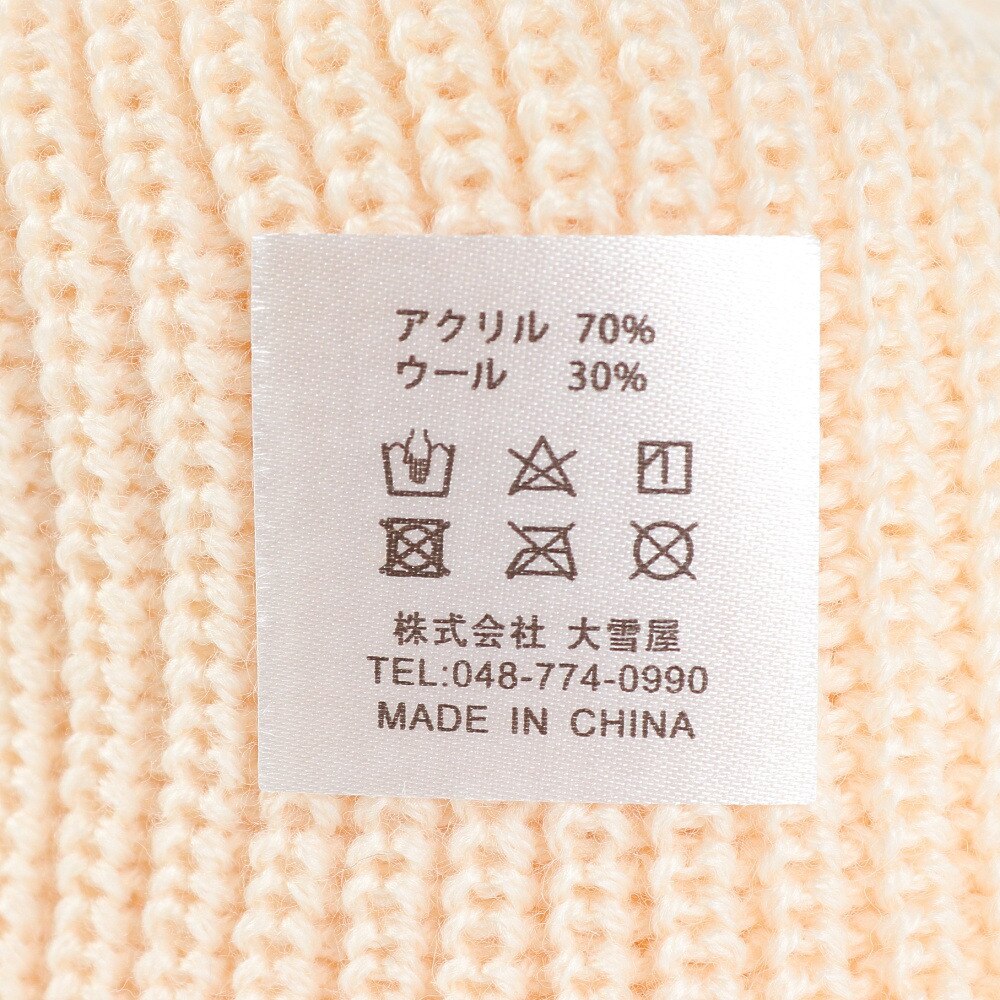 アクリル 70%
ウール 30%
株式会社 大雪屋
TEL:048-774-0990
MADE IN CHINA